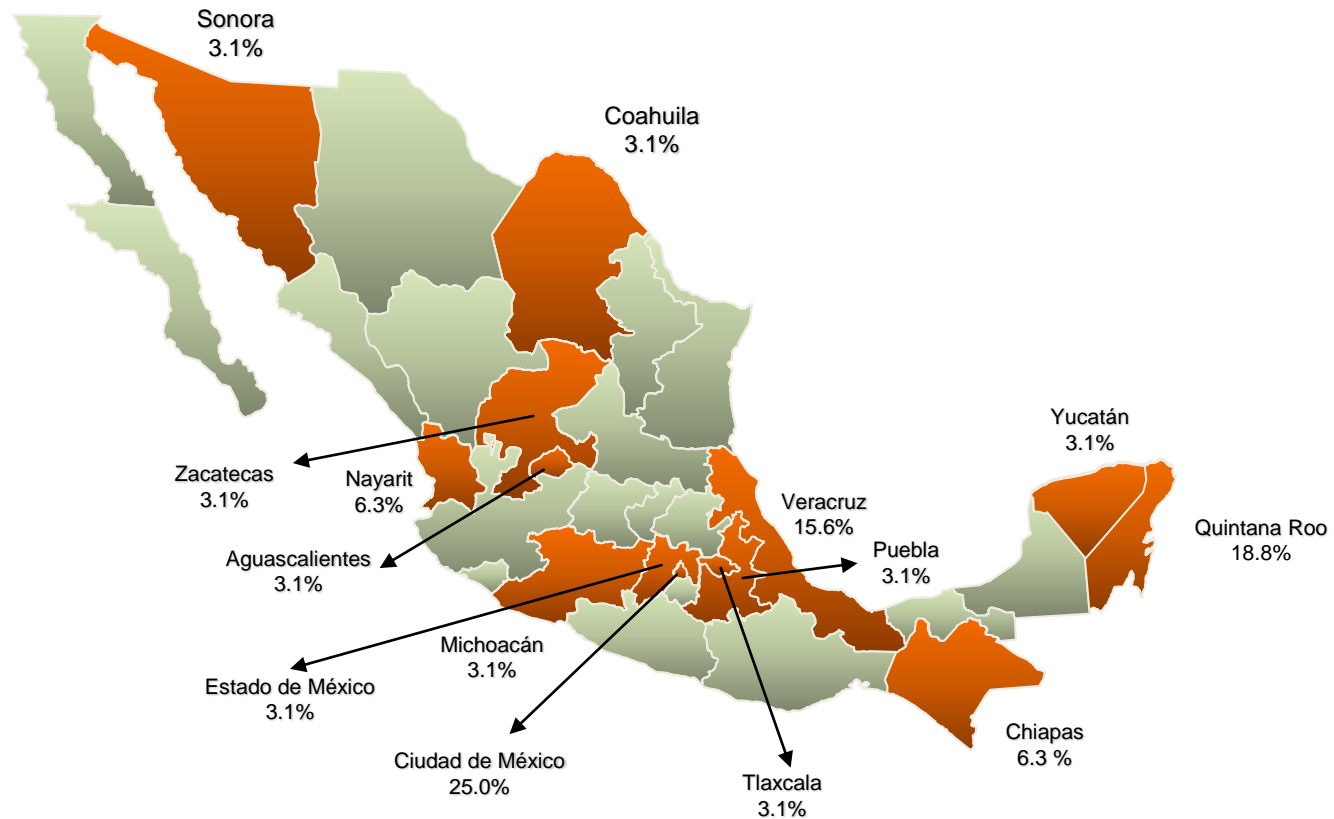 Sonora
3.1%
Coahuila
3.1%
Yucatán
3.1%
Zacatecas
3.1%
Nayarit
6.3%
Veracruz
15.6%
Quintana Roo
18.8%
Aguascalientes
3.1%
Puebla
3.1%
Michoacán
3.1%
Estado de México
3.1%
Chiapas
6.3 %
Ciudad de México
25.0%
Tlaxcala
3.1%